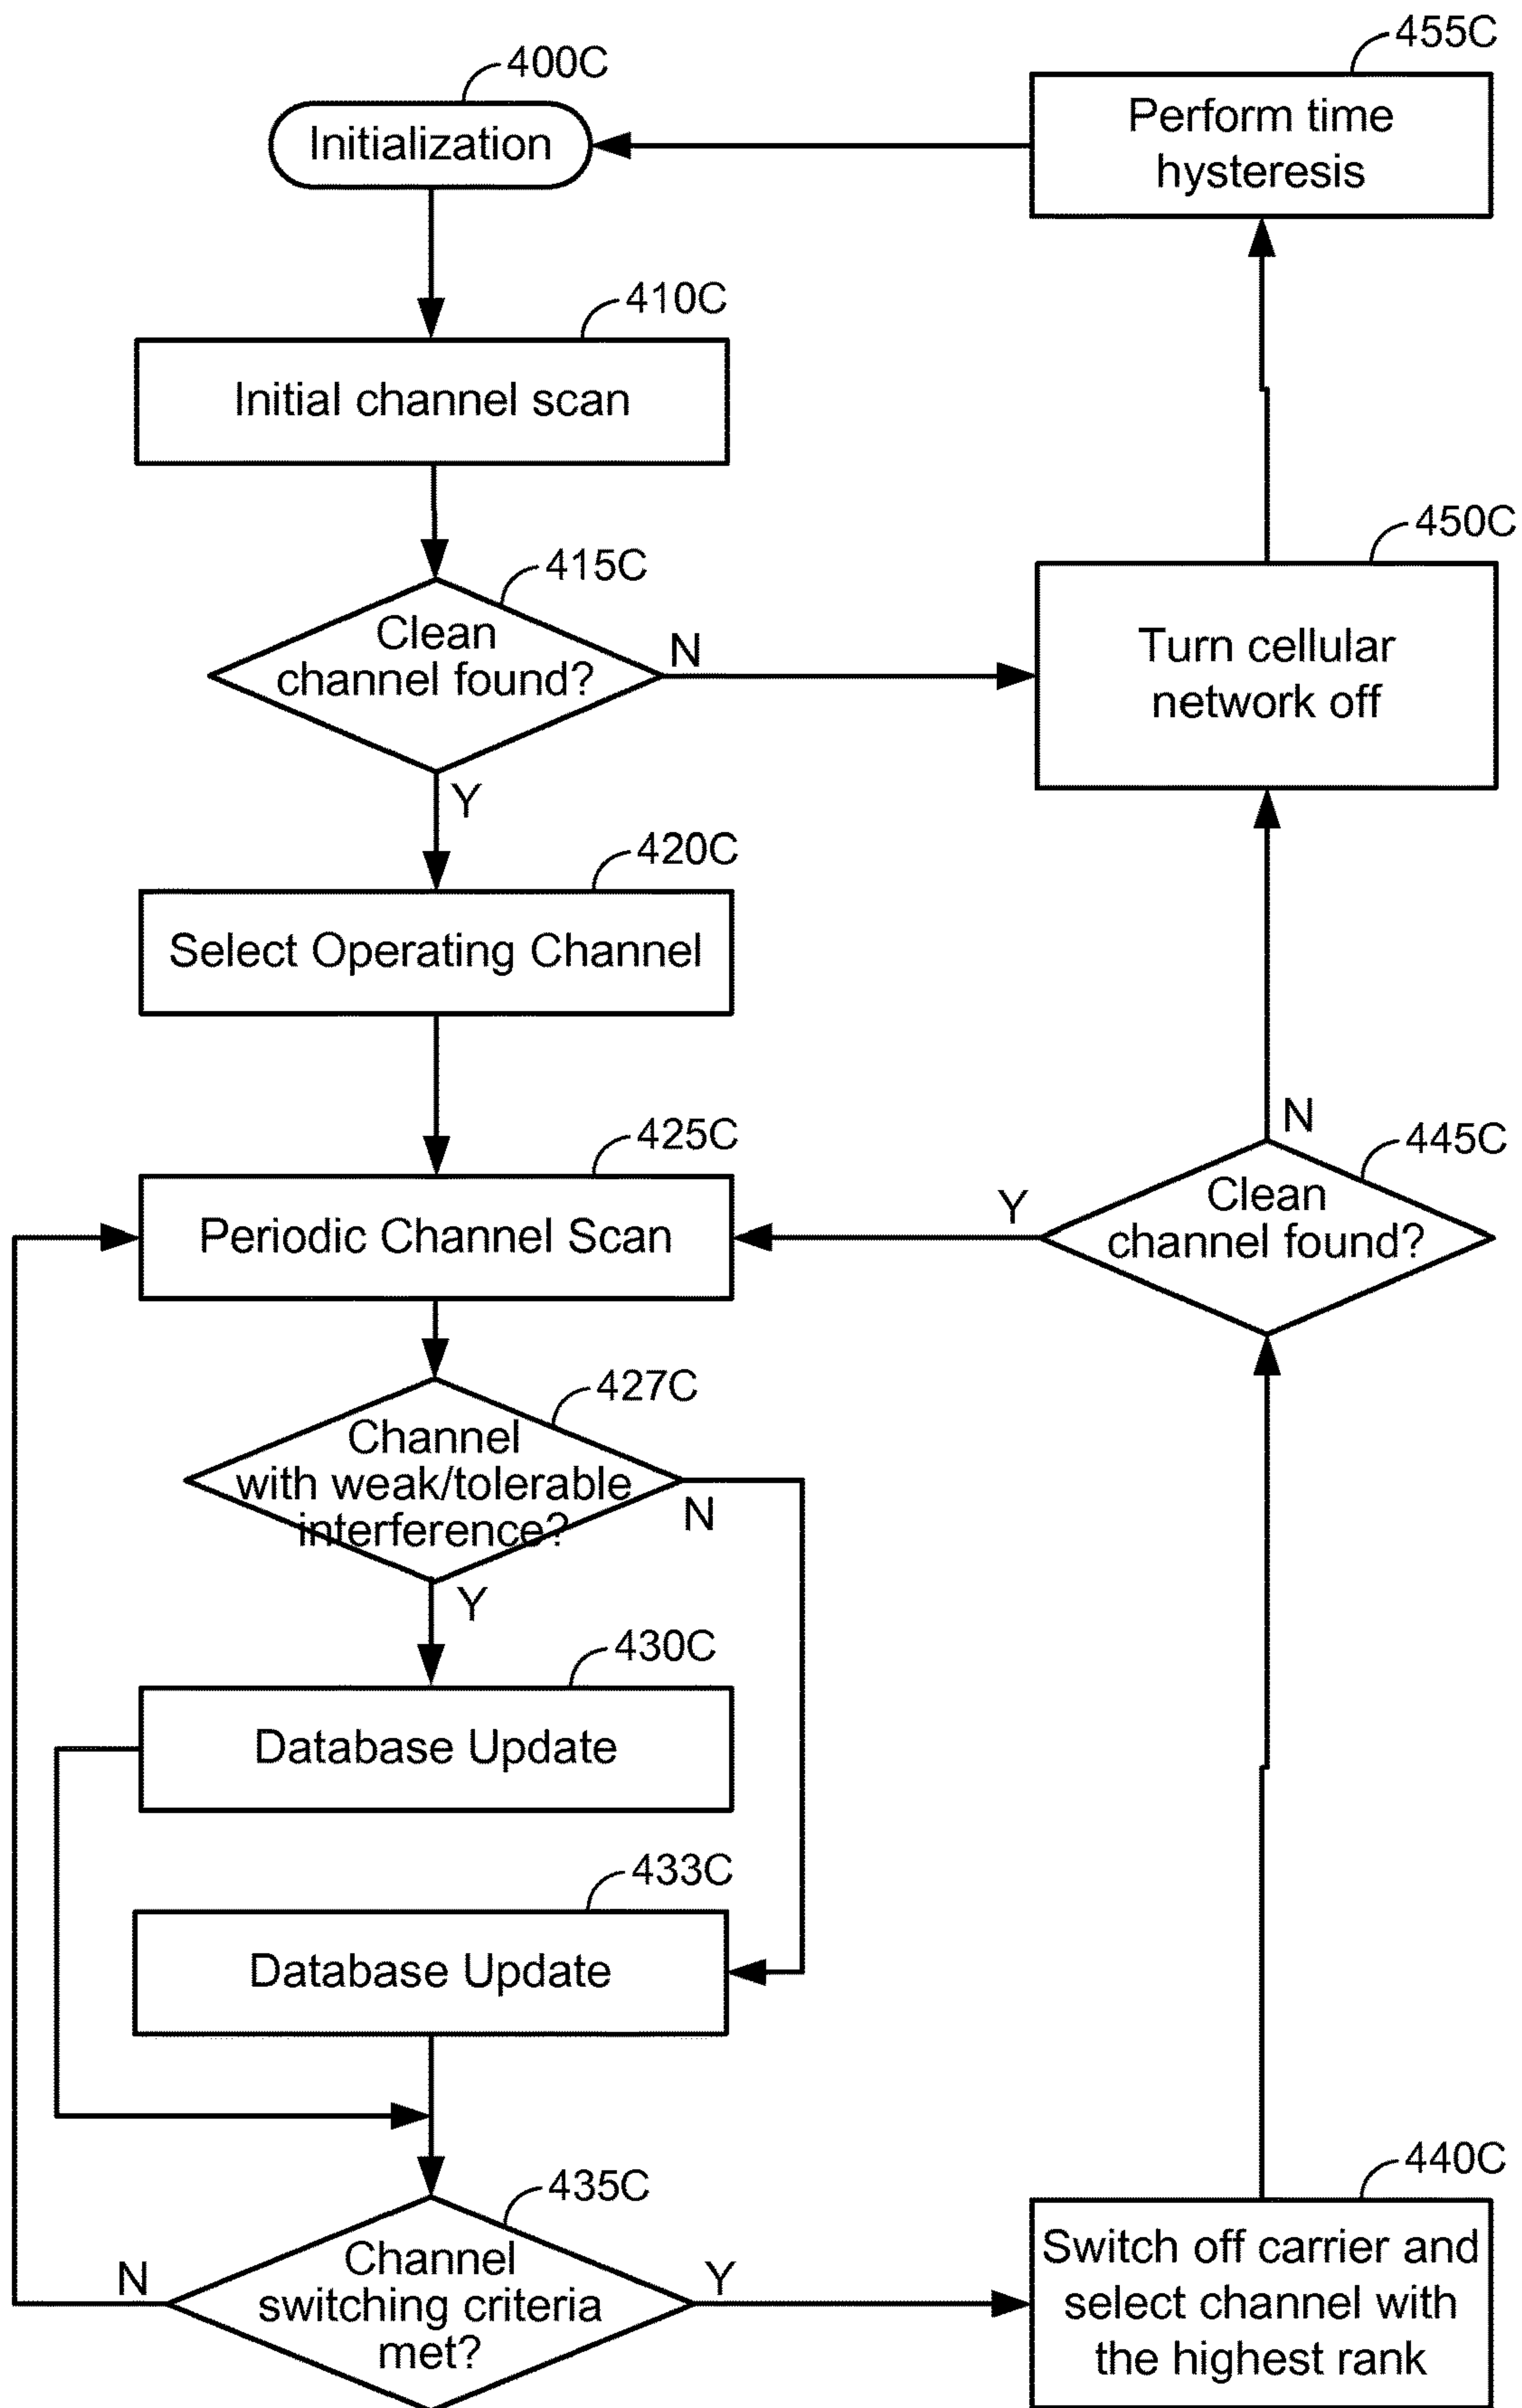 400C
Initialization
455C
Perform time
hysteresis
410C
Initial channel scan
415C
Clean
channel found?
N
Y
450C
Turn cellular
network off
420C
Select Operating Channel
425C
Periodic Channel Scan
445C
Clean
channel found?
Y
N
427C
Channel
with weak/tolerable
interference?
N
Y
430C
Database Update
433C
Database Update
435C
Channel
switching criteria
met?
N
Y
440C
Switch off carrier and
select channel with
the highest rank